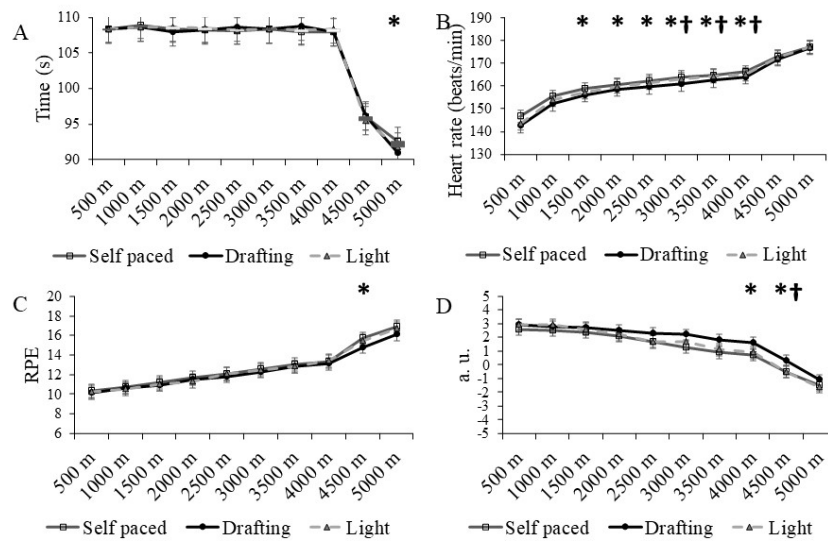 A
Time (s)
110
105
100
95
90
*
500 m
1000 m
1500 m
2000 m
2500 m
3000 m
3500 m
4000 m
4500 m
5000 m
Self paced Drafting Light
B
Heart rate (beats/min)
190
180
170
160
150
140
130
* * * *† *† *†
500 m
1000 m
1500 m
2000 m
2500 m
3000 m
3500 m
4000 m
4500 m
5000 m
Self paced Drafting Light
C
RPE
20
18
16
14
12
10
8
6
*
500 m
1000 m
1500 m
2000 m
2500 m
3000 m
3500 m
4000 m
4500 m
5000 m
Self paced Drafting Light
D
a. u.
5
4
3
2
1
0
-1
-2
-3
-4
-5
* *†
500 m
1000 m
1500 m
2000 m
2500 m
3000 m
3500 m
4000 m
4500 m
5000 m
Self paced Drafting Light